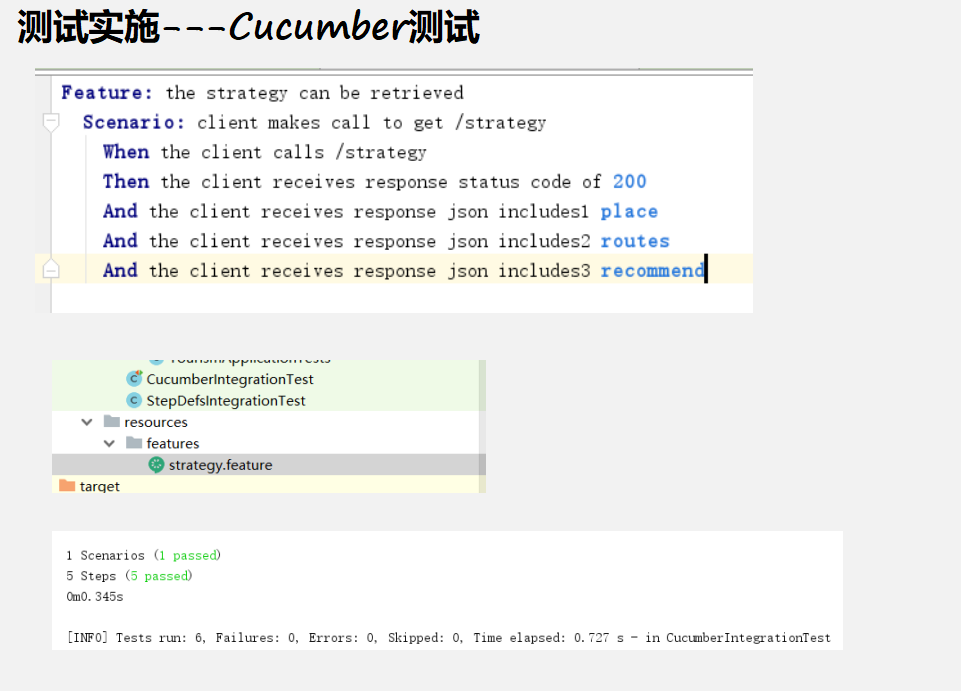 测试实施---Cucumber测试
Feature: the strategy can be retrieved
Scenario: client makes call to get /strategy
When the client calls /strategy
Then the client receives response status code of 200
And the client receives response json includes1 place
And the client receives response json includes2 routes
And the client receives response json includes3 recommend
TourismApplicationTests
CucumberIntegrationTest
StepDefsIntegrationTest
resources
features
strategy.feature
target
1 Scenarios (1 passed)
5 Steps (5 passed)
0m0.345s
[INFO] Tests run: 6, Failures: 0, Errors: 0, Skipped: 0, Time elapsed: 0.727 s - in CucumberIntegrationTest